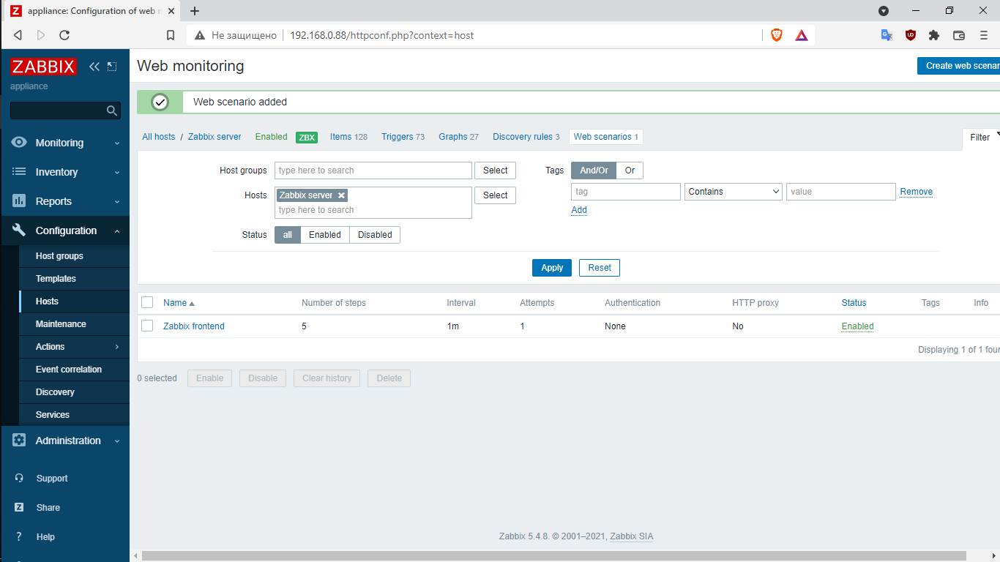 Z appliance: Configuration of web
Не защищено 192.168.0.88/httpconf.php?context=host
ZABBIX
appliance
Monitoring
Inventory
Reports
Configuration
Host groups
Templates
Hosts
Maintenance
Actions
Event correlation
Discovery
Services
Administration
Support
Z Share
? Help
Web monitoring
Create web scenar
Web scenario added
All hosts / Zabbix server Enabled ZBX Items 128 Triggers 73 Graphs 27 Discovery rules 3 Web scenarios 1
Filter
Host groups type here to search Select Tags And/Or Or
Hosts Zabbix server Select tag Contains value Remove
type here to search Add
Status all Enabled Disabled
Apply Reset
Name Number of steps Interval Attempts Authentication HTTP proxy Status Tags Info
Zabbix frontend 5 1m 1 None No Enabled
Displaying 1 of 1 four
0 selected Enable Disable Clear history Delete
Zabbix 5.4.8. © 2001–2021, Zabbix SIA